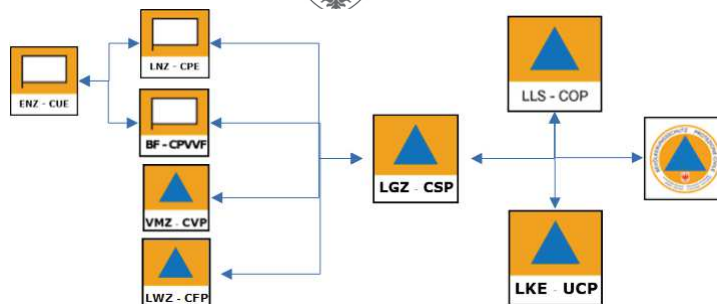 ENZ - CUE
LNZ - CPE
BF - CPVVF
VMZ - CVP
LWZ - CFP
LGZ - CSP
LLS - COP
LKE - UCP